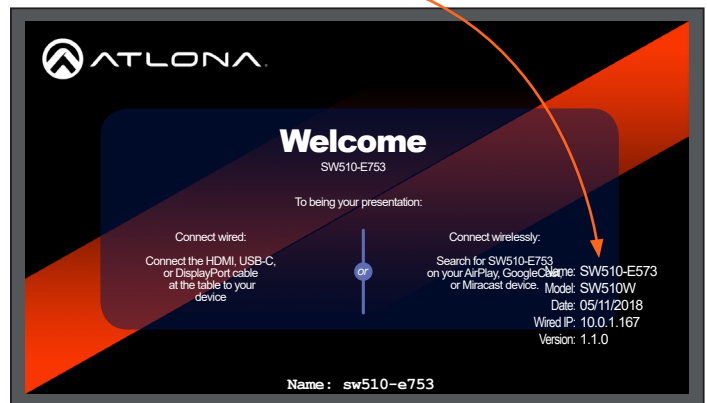 ATLONA.
Welcome
SW510-E753
To being your presentation:
Connect wired:
Connect the HDMI, USB-C,
or DisplayPort cable
at the table to your
device
or
Connect wirelessly:
Search for SW510-E753
on your AirPlay, GoogleCast,
or Miracast device.
Name: SW510-E573
Model: SW510W
Date: 05/11/2018
Wired IP: 10.0.1.167
Version: 1.1.0
Name: sw510-e753